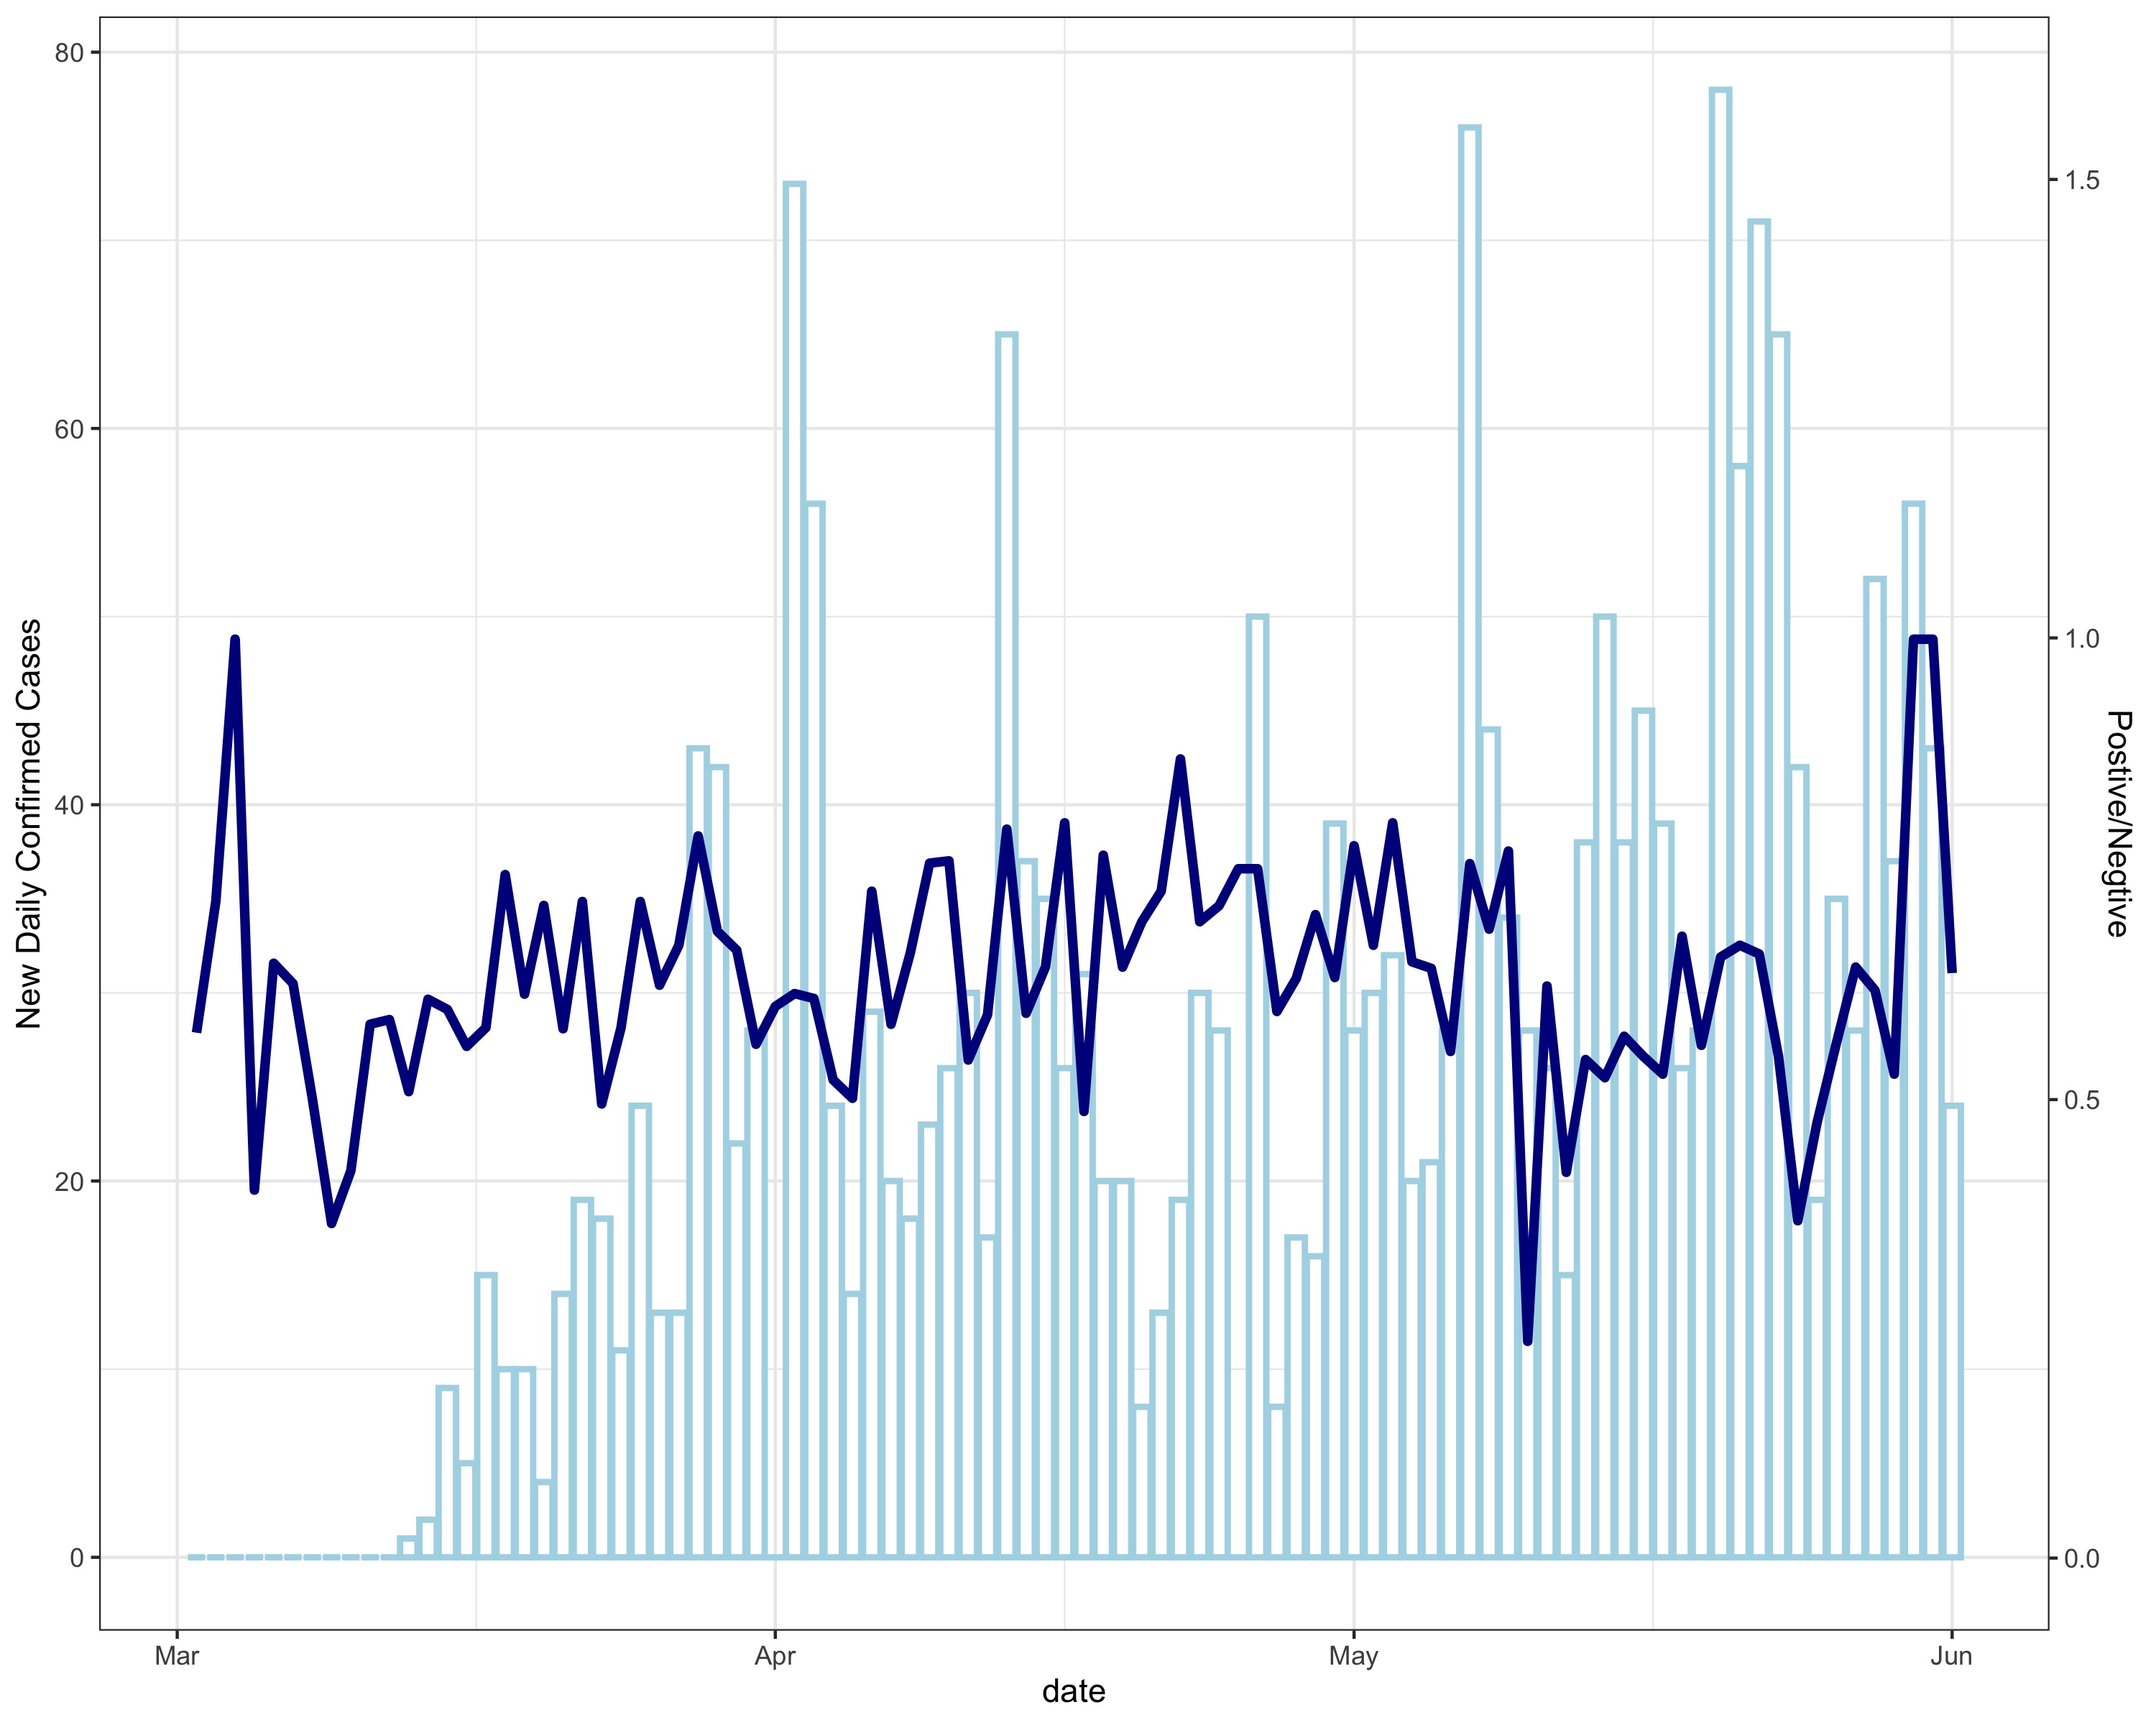 80
60
40
20
0
New Daily Confirmed Cases
1.5
1.0
0.5
0.0
Postive/Negtive
Mar
Apr
May
Jun
date